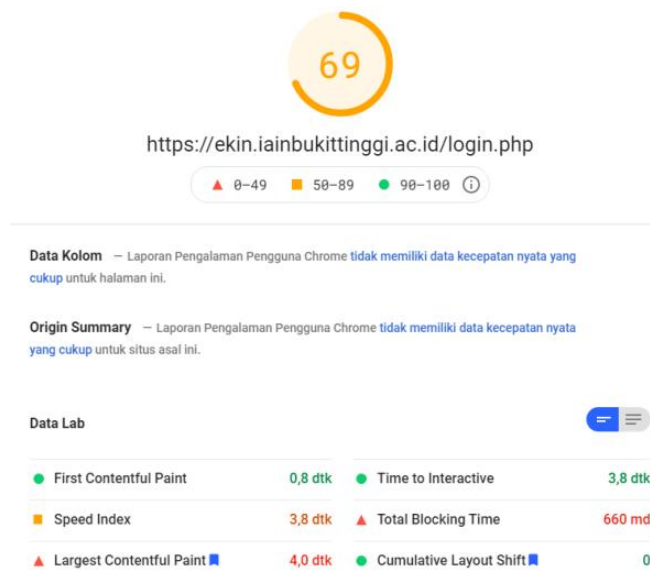 69
https://ekin.iainbukittinggi.ac.id/login.php
0–49 50–89 90–100
Data Kolom — Laporan Pengalaman Pengguna Chrome tidak memiliki data kecepatan nyata yang
cukup untuk halaman ini.
Origin Summary — Laporan Pengalaman Pengguna Chrome tidak memiliki data kecepatan nyata
yang cukup untuk situs asal ini.
Data Lab
First Contentful Paint 0,8 dtk
Time to Interactive 3,8 dtk
Speed Index 3,8 dtk
Total Blocking Time 660 md
Largest Contentful Paint 4,0 dtk
Cumulative Layout Shift 0